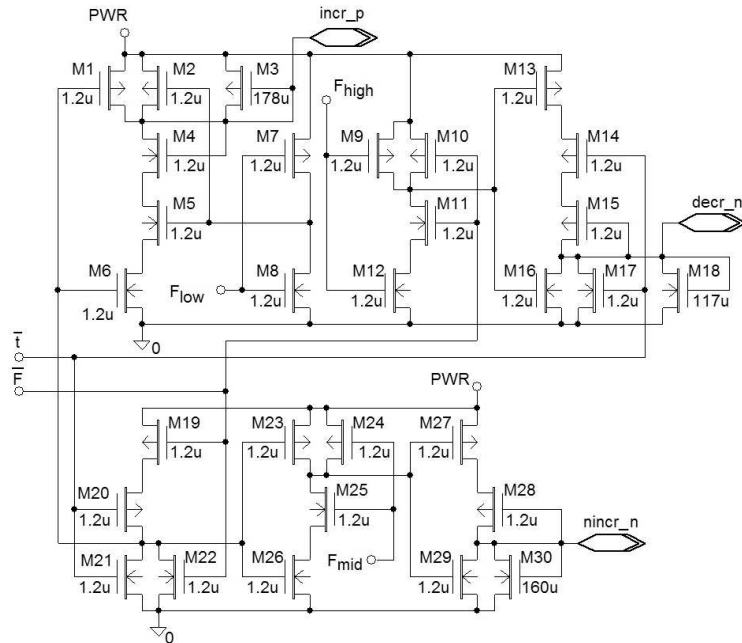 PWR
incr_p
M1
1.2u
M2
1.2u
M3
178u
F_high
M13
1.2u
M4
1.2u
M7
1.2u
M9
1.2u
M10
1.2u
M14
1.2u
M5
1.2u
M11
1.2u
M15
1.2u
decr_n
M6
1.2u
F_low
M8
1.2u
M12
1.2u
M16
1.2u
M17
1.2u
M18
117u
0
t̅
F̅
PWR
M19
1.2u
M23
1.2u
M24
1.2u
M27
1.2u
M20
1.2u
M25
1.2u
M28
1.2u
nincr_n
M21
1.2u
M22
1.2u
M26
1.2u
F_mid
M29
1.2u
M30
160u
0